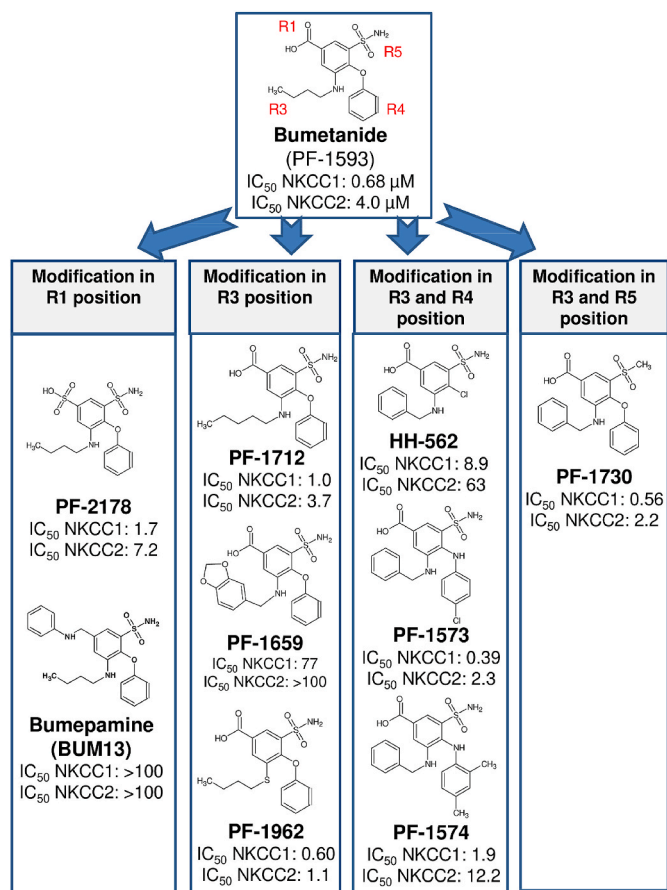 R1
O
HO
O
O
S
NH2
R5
O
H3C
NH
R3
R4
Bumetanide
(PF-1593)
IC50 NKCC1: 0.68 µM
IC50 NKCC2: 4.0 µM
Modification in
R1 position
HO
O
O
S
O
O
S
NH2
NH
O
H3C
PF-2178
IC50 NKCC1: 1.7
IC50 NKCC2: 7.2
NH
O
O
S
NH2
O
H3C
NH
Bumepamine
(BUM13)
IC50 NKCC1: >100
IC50 NKCC2: >100
Modification in
R3 position
O
HO
O
O
S
NH2
O
NH
H3C
PF-1712
IC50 NKCC1: 1.0
IC50 NKCC2: 3.7
O
HO
O
O
S
NH2
O
O
NH
O
PF-1659
IC50 NKCC1: 77
IC50 NKCC2: >100
O
HO
O
O
S
NH2
O
S
H3C
PF-1962
IC50 NKCC1: 0.60
IC50 NKCC2: 1.1
Modification in
R3 and R4
position
O
HO
O
O
S
NH2
Cl
NH
HH-562
IC50 NKCC1: 8.9
IC50 NKCC2: 63
O
HO
O
O
S
NH2
NH
H
N
Cl
PF-1573
IC50 NKCC1: 0.39
IC50 NKCC2: 2.3
O
HO
O
O
S
NH2
NH
H
N
CH3
CH3
PF-1574
IC50 NKCC1: 1.9
IC50 NKCC2: 12.2
Modification in
R3 and R5
position
O
HO
O
O
S
CH3
O
NH
PF-1730
IC50 NKCC1: 0.56
IC50 NKCC2: 2.2